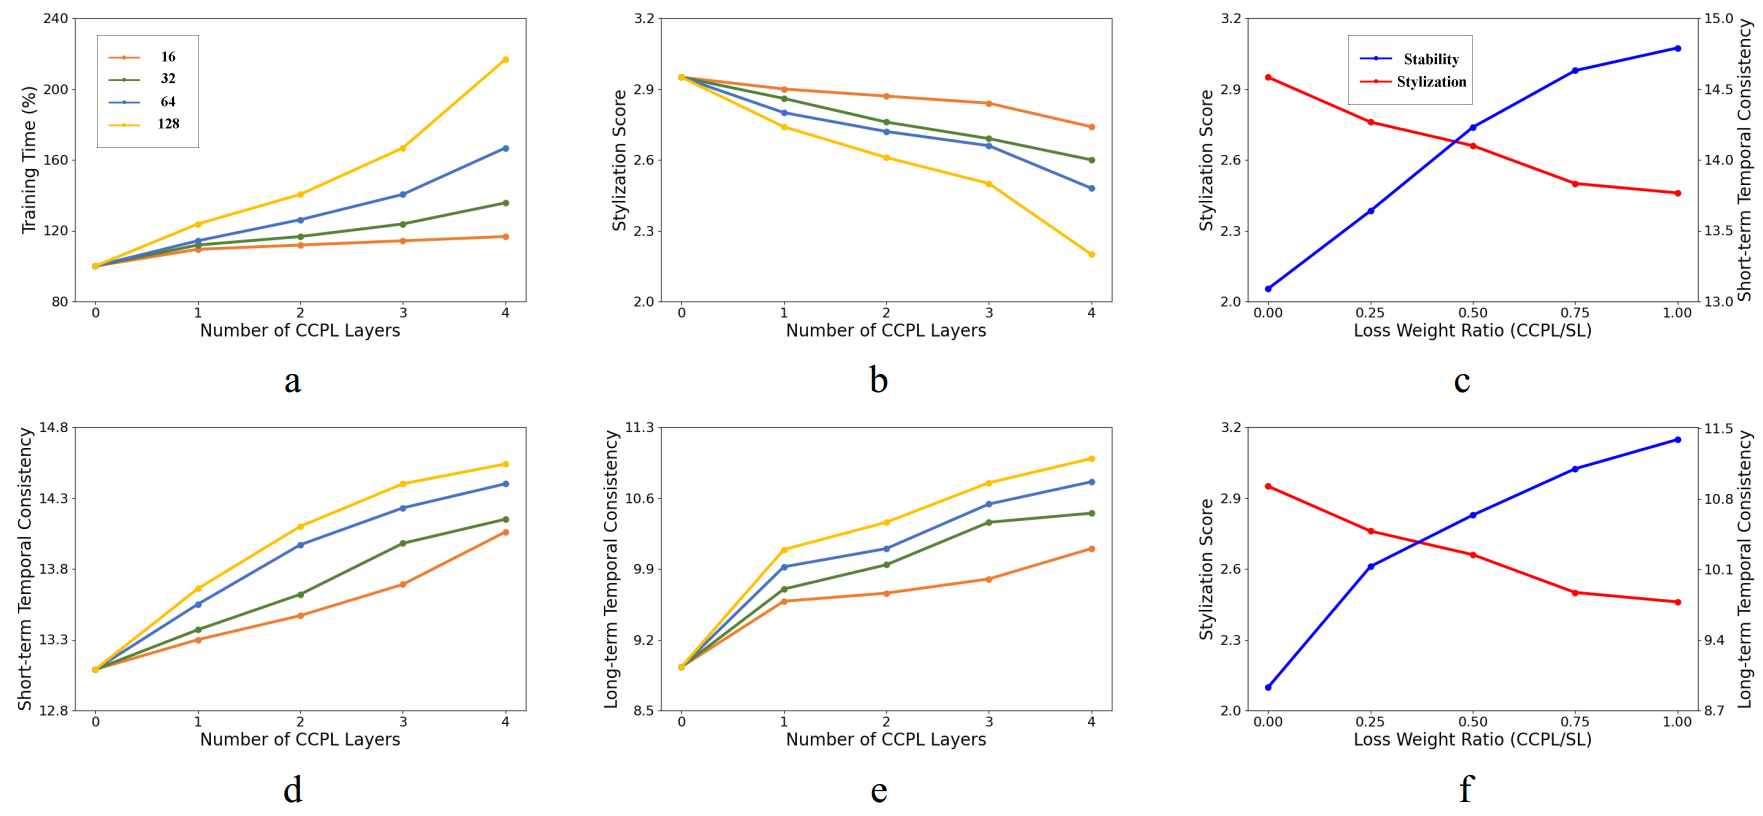 240
200
160
120
80
Training Time (%)
16
32
64
128
0 1 2 3 4
Number of CCPL Layers
a
3.2
2.9
2.6
2.3
2.0
Stylization Score
0 1 2 3 4
Number of CCPL Layers
b
3.2
2.9
2.6
2.3
2.0
Stylization Score
Stability
Stylization
15.0
14.5
14.0
13.5
13.0
Short-term Temporal Consistency
0.00 0.25 0.50 0.75 1.00
Loss Weight Ratio (CCPL/SL)
c
14.8
14.3
13.8
13.3
12.8
Short-term Temporal Consistency
0 1 2 3 4
Number of CCPL Layers
d
11.3
10.6
9.9
9.2
8.5
Long-term Temporal Consistency
0 1 2 3 4
Number of CCPL Layers
e
3.2
2.9
2.6
2.3
2.0
Stylization Score
11.5
10.8
10.1
9.4
8.7
Long-term Temporal Consistency
0.00 0.25 0.50 0.75 1.00
Loss Weight Ratio (CCPL/SL)
f